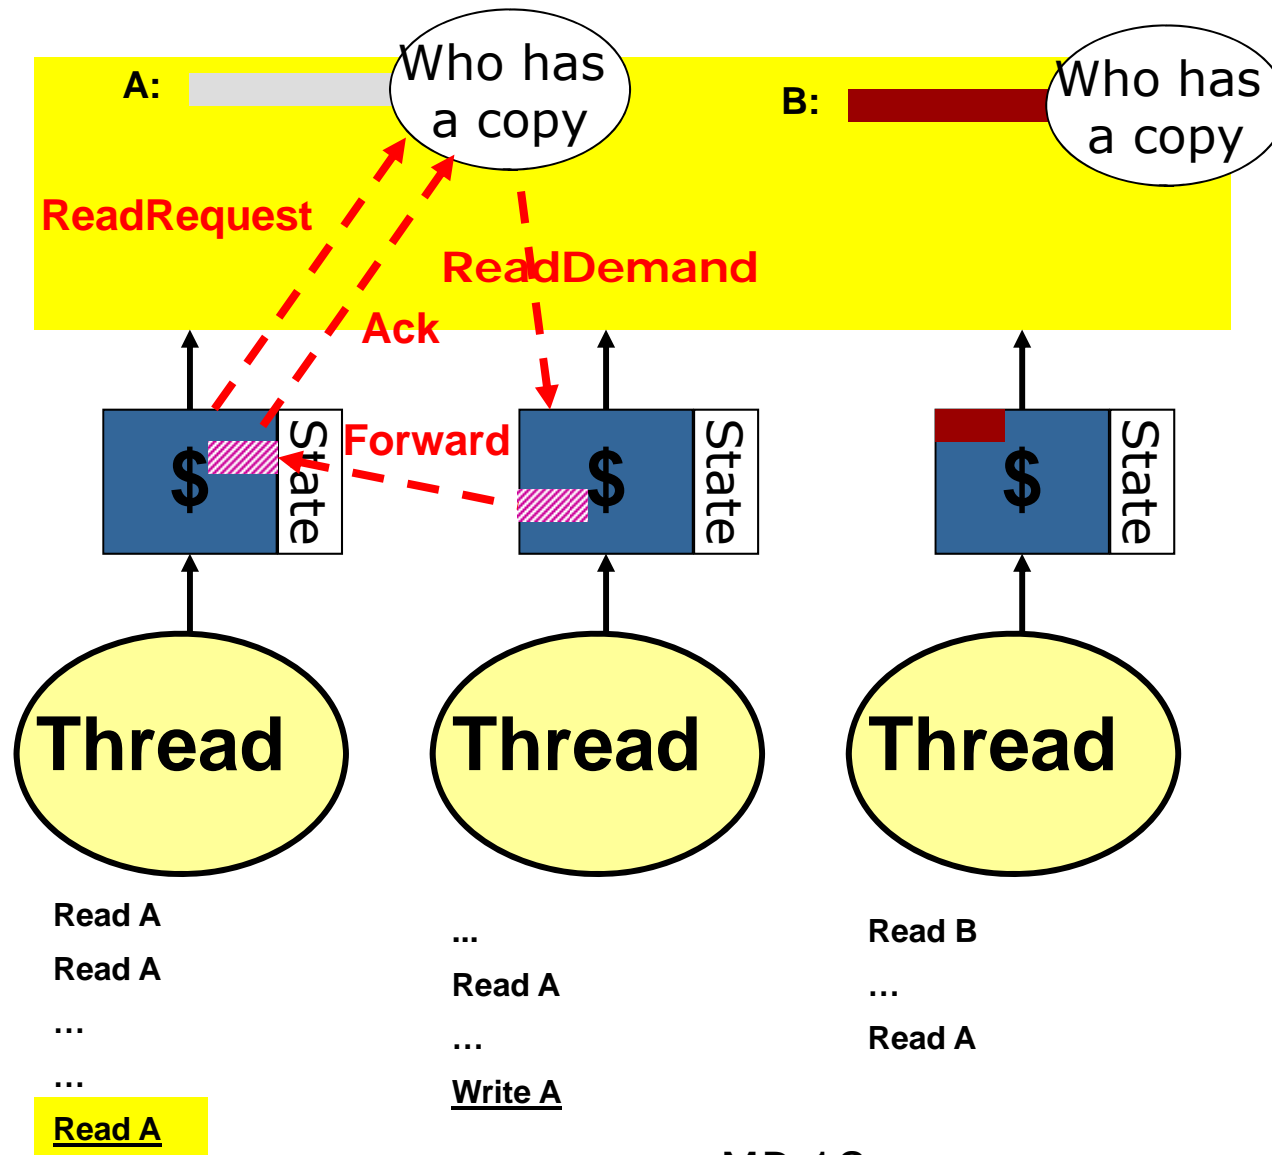 A:
Who has
a copy
B:
Who has
a copy
ReadRequest
ReadDemand
Ack
Forward
$
State
$
State
$
State
Thread
Thread
Thread
Read A
Read A
…
…
Read A
...
Read A
…
Write A
Read B
…
Read A